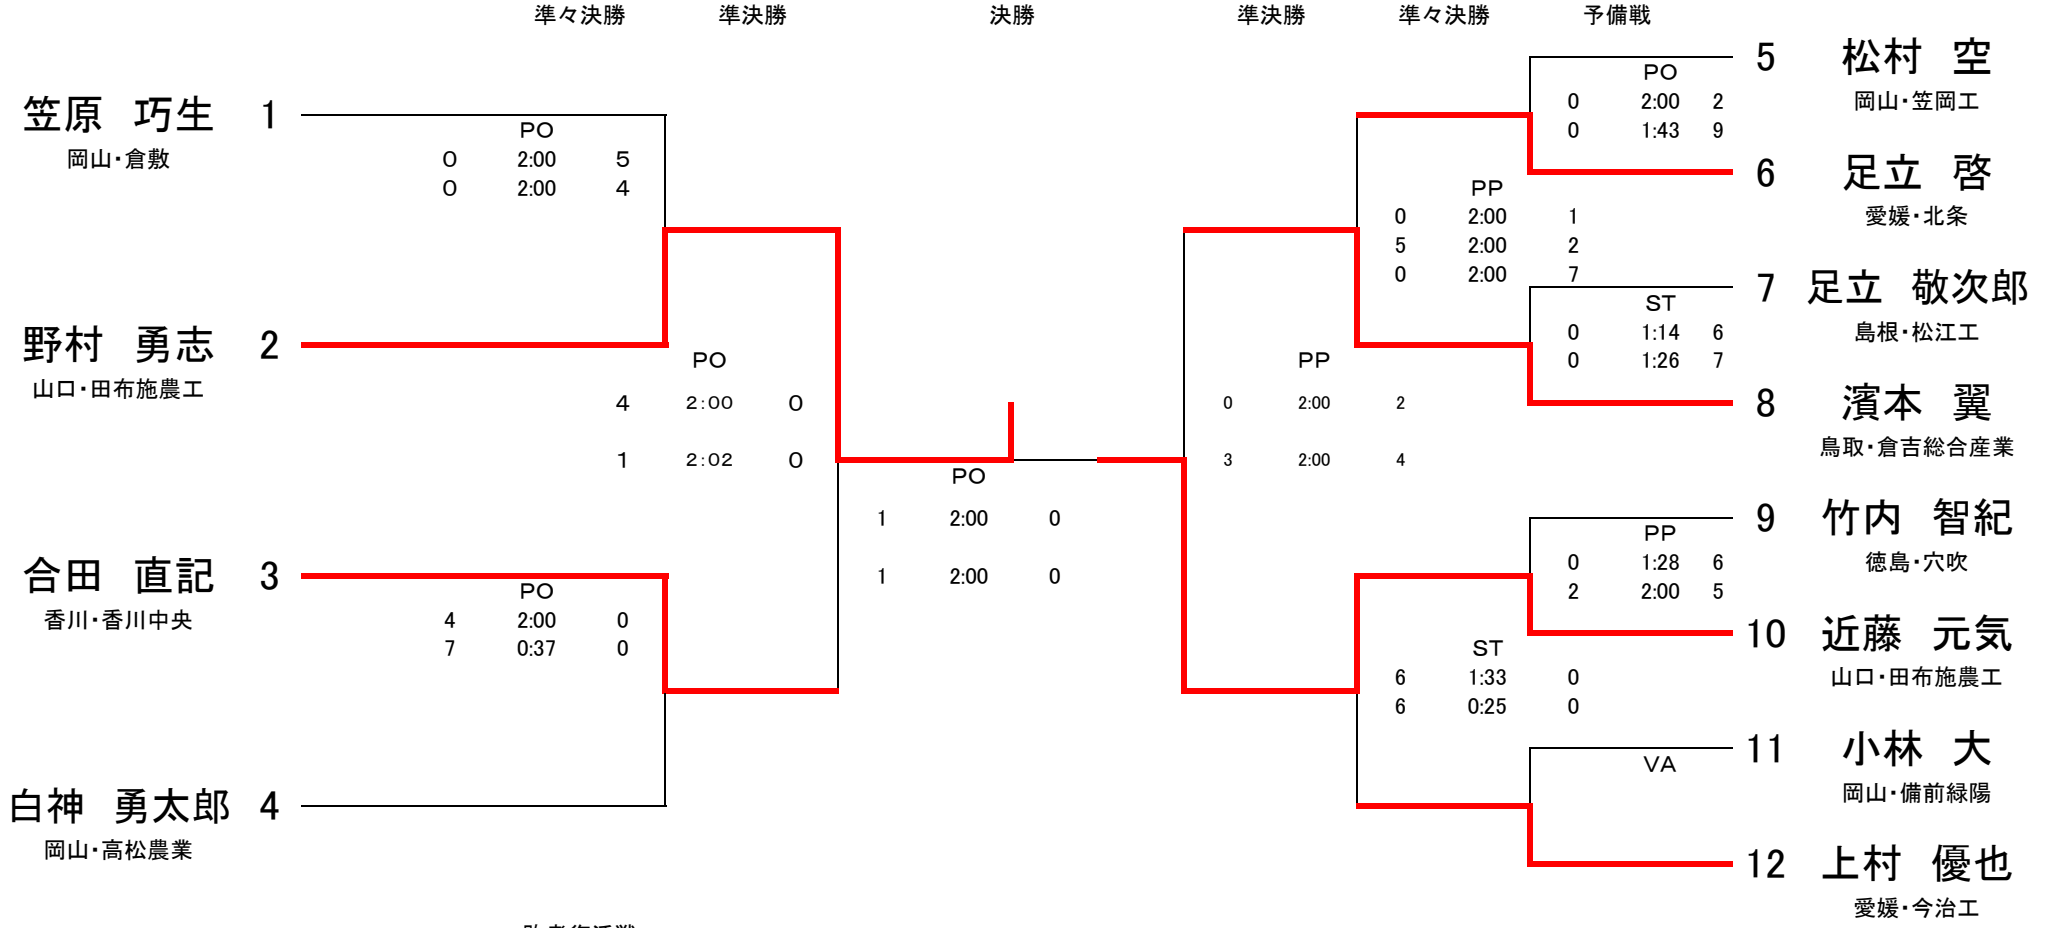 準々決勝 準決勝 決勝 準決勝 準々決勝 予備戦
笠原 巧生 1
岡山・倉敷
PO
0 2:00 5
0 2:00 4
野村 勇志 2
山口・田布施農工
PO
4 2:00 0
1 2:02 0
合田 直記 3
香川・香川中央
PO
4 2:00 0
7 0:37 0
白神 勇太郎 4
岡山・高松農業
PO
1 2:00 0
1 2:00 0
PP
0 2:00 2
3 2:00 4
PP
0 2:00 1
5 2:00 2
0 2:00 7
ST
6 1:33 0
6 0:25 0
5 松村 空
岡山・笠岡工
PO
0 2:00 2
0 1:43 9
6 足立 啓
愛媛・北条
7 足立 敬次郎
島根・松江工
ST
0 1:14 6
0 1:26 7
8 濱本 翼
鳥取・倉吉総合産業
9 竹内 智紀
徳島・穴吹
PP
0 1:28 6
2 2:00 5
10 近藤 元気
山口・田布施農工
11 小林 大
岡山・備前緑陽
VA
12 上村 優也
愛媛・今治工